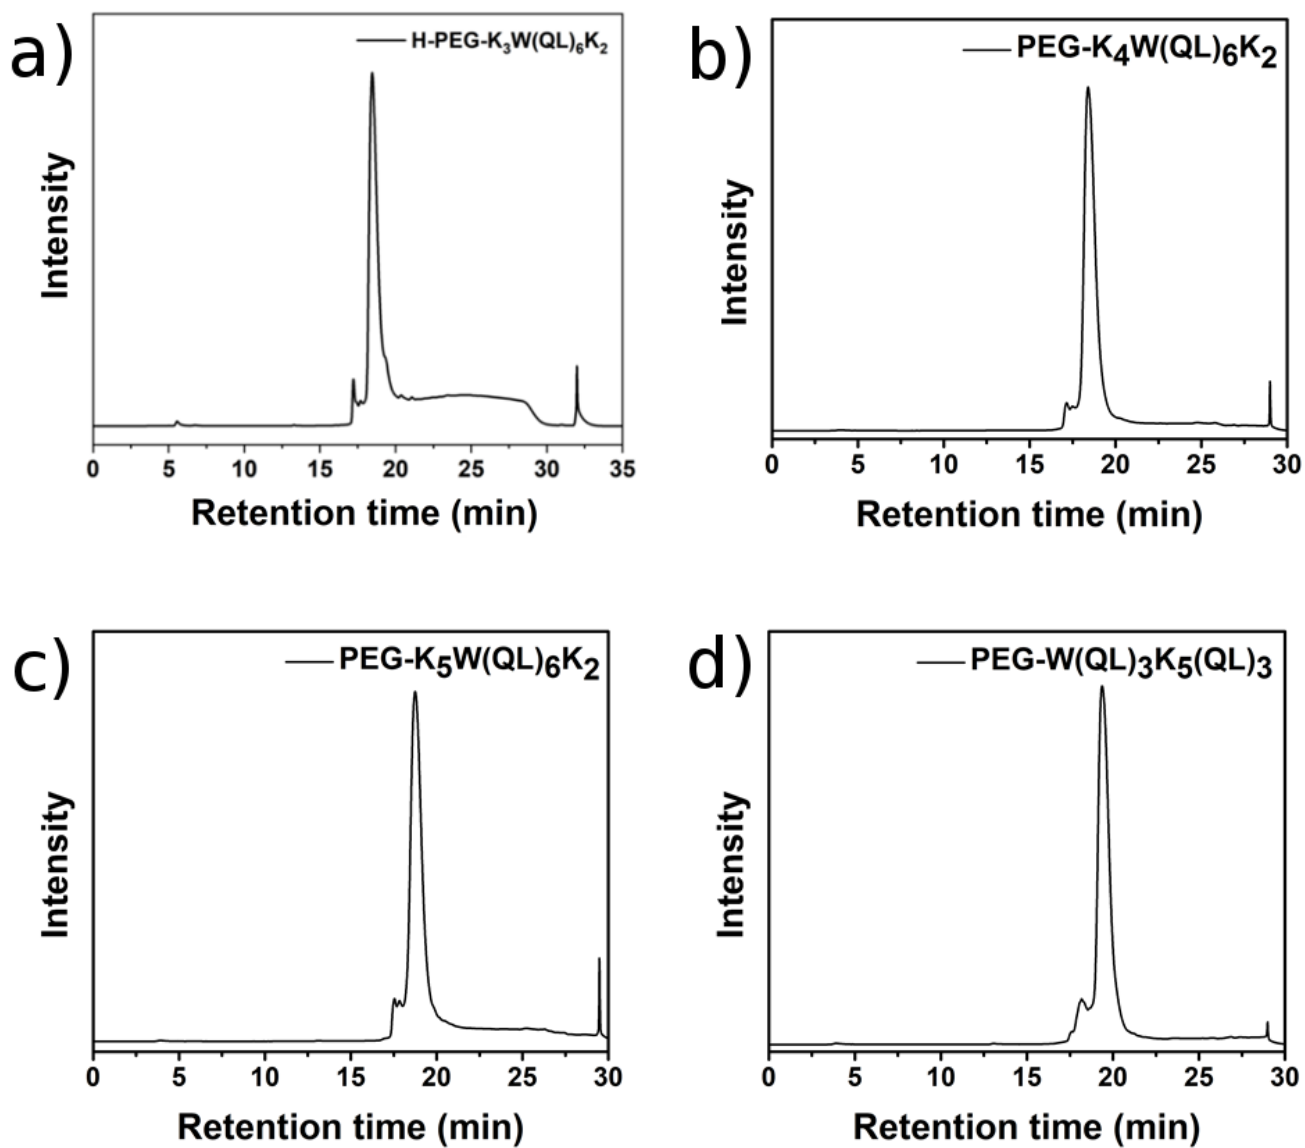 a)
H-PEG-K₃W(QL)₆K₂
Intensity
0 5 10 15 20 25 30 35
Retention time (min)
b)
PEG-K₄W(QL)₆K₂
Intensity
0 5 10 15 20 25 30
Retention time (min)
c)
PEG-K₅W(QL)₆K₂
Intensity
0 5 10 15 20 25 30
Retention time (min)
d)
PEG-W(QL)₃K₅(QL)₃
Intensity
0 5 10 15 20 25 30
Retention time (min)